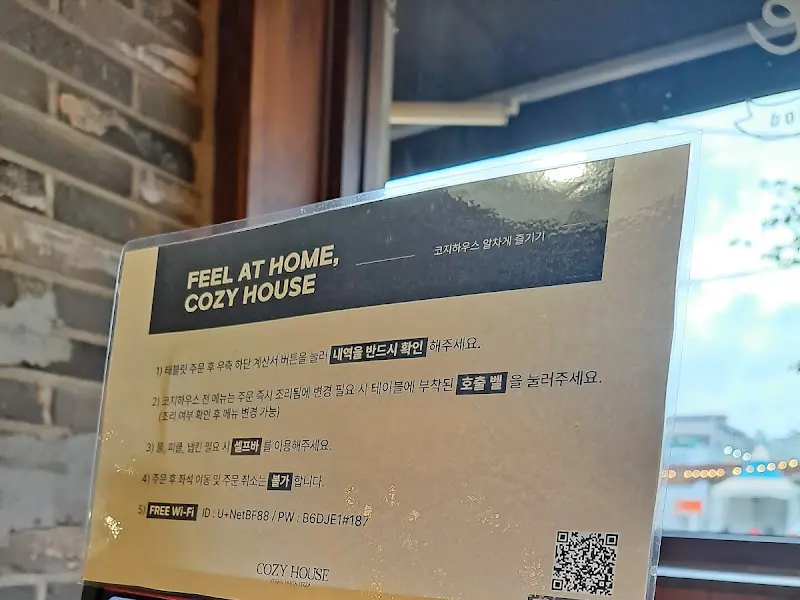 FEEL AT HOME,
COZY HOUSE
코지하우스 알차게 즐기기
1) 태블릿 주문 후 우측 하단 계산서 버튼을 눌러 내역을 반드시 확인 해주세요.
2) 코지하우스 전 메뉴는 주문 즉시 조리됨에 변경 필요 시 테이블에 부착된 호출 벨 을 눌러주세요.
(조리 여부 확인 후 메뉴 변경 가능)
3) 물, 피클, 냅킨 필요 시 셀프바 를 이용해주세요.
4) 주문 후 좌석 이동 및 주문 취소는 불가 합니다.
5) FREE Wi-Fi ID : U+NetBF88 / PW : B6DJE1#187
COZY HOUSE